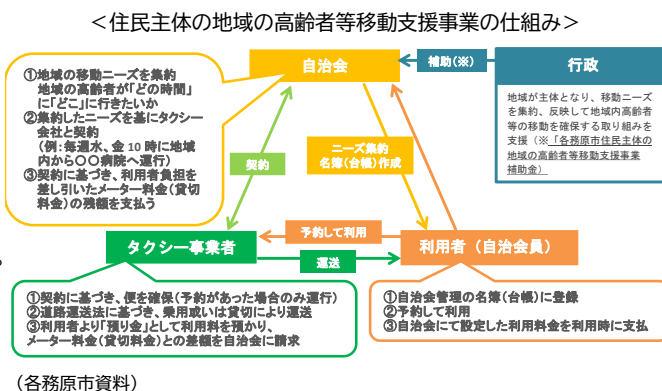 ＜住民主体の地域の高齢者等移動支援事業の仕組み＞
①地域の移動ニーズを集約
地域の高齢者が「どの時間」
に「どこ」に行きたいか
②集約したニーズを基にタクシー
会社と契約
（例：毎週水、金 10 時に地域
内から〇〇病院へ運行）
③契約に基づき、利用者負担を
差し引いたメーター料金（貸切
料金）の残額を支払う
自治会
補助（※）
行政
地域が主体となり、移動ニーズ
を集約、反映して地域内高齢者
等の移動を確保する取り組みを
支援（※「各務原市住民主体の
地域の高齢者等移動支援事業
補助金）
契約
ニーズ集約
名簿（台帳）作成
タクシー事業者
予約して利用
運送
利用者（自治会員）
①契約に基づき、便を確保（予約があった場合のみ運行）
②道路運送法に基づき、乗用或いは貸切により運送
③利用者より「預り金」として利用料を預かり、
メーター料金（貸切料金）との差額を自治会に請求
①自治会管理の名簿（台帳）に登録
②予約して利用
③自治会にて設定した利用料金を利用時に支払
（各務原市資料）